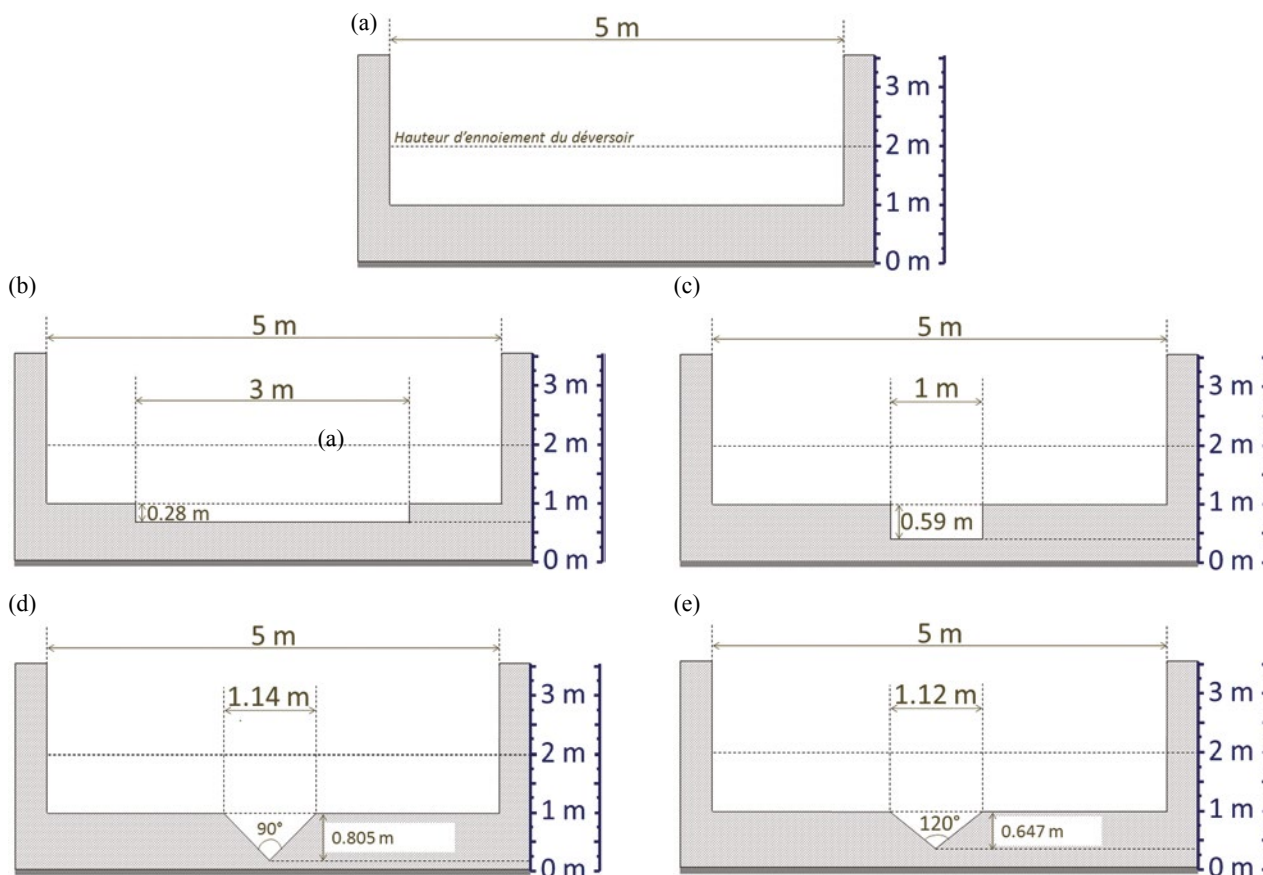 (a)
5 m
Hauteur d'ennoiement du déversoir
3 m
2 m
1 m
0 m
(b)
5 m
3 m
(a)
0.28 m
3 m
2 m
1 m
0 m
(c)
5 m
1 m
0.59 m
3 m
2 m
1 m
0 m
(d)
5 m
1.14 m
90°
0.805 m
3 m
2 m
1 m
0 m
(e)
5 m
1.12 m
120°
0.647 m
3 m
2 m
1 m
0 m